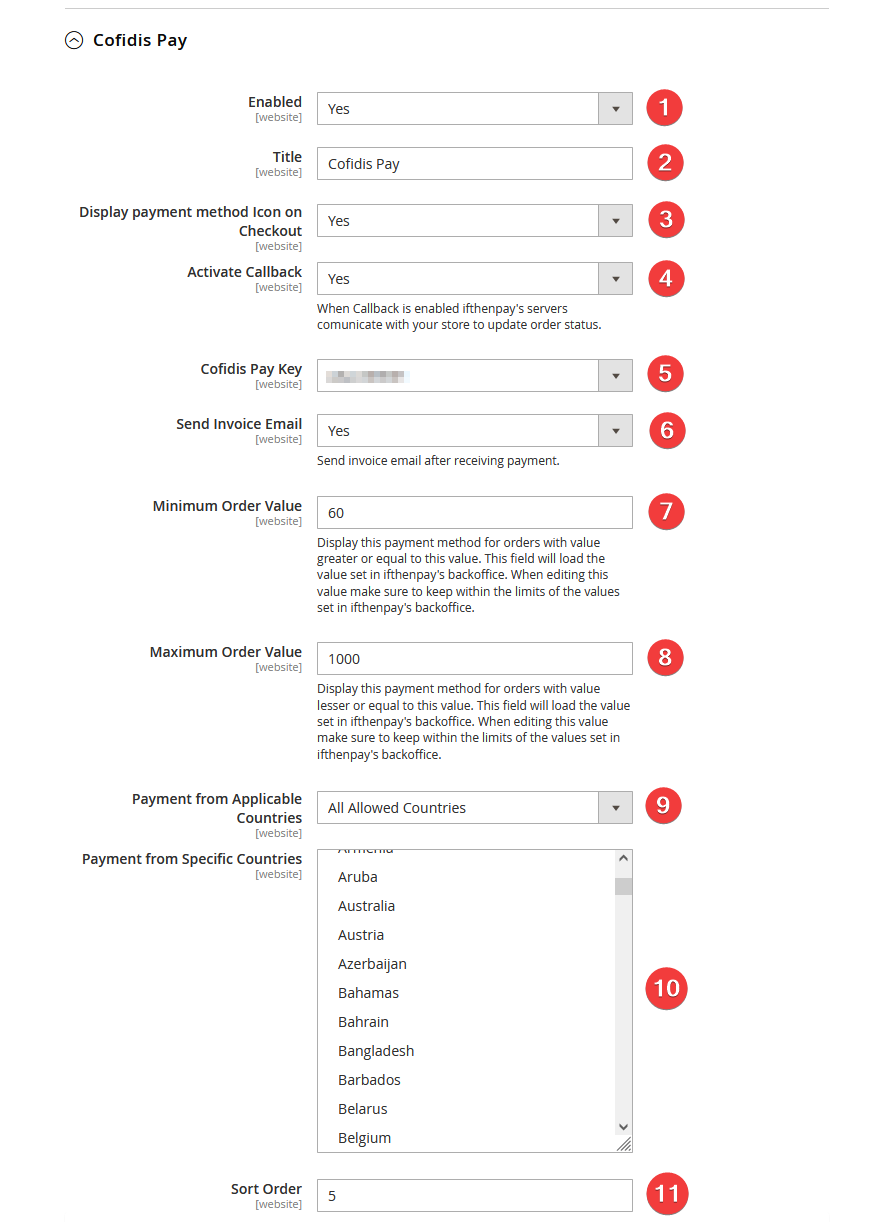 Cofidis Pay
Enabled
[website]
Yes
1
Title
[website]
Cofidis Pay
2
Display payment method Icon on
Checkout
[website]
Yes
3
Activate Callback
[website]
Yes
4
When Callback is enabled ifthenpay's servers
comunicate with your store to update order status.
Cofidis Pay Key
[website]
5
Send Invoice Email
[website]
Yes
6
Send invoice email after receiving payment.
Minimum Order Value
[website]
60
7
Display this payment method for orders with value
greater or equal to this value. This field will load the
value set in ifthenpay's backoffice. When editing this
value make sure to keep within the limits of the values
set in ifthenpay's backoffice.
Maximum Order Value
[website]
1000
8
Display this payment method for orders with value
lesser or equal to this value. This field will load the value
set in ifthenpay's backoffice. When editing this value
make sure to keep within the limits of the values set in
ifthenpay's backoffice.
Payment from Applicable
Countries
[website]
All Allowed Countries
9
Payment from Specific Countries
[website]
Armenia
Aruba
Australia
Austria
Azerbaijan
Bahamas
Bahrain
Bangladesh
Barbados
Belarus
Belgium
10
Sort Order
[website]
5
11